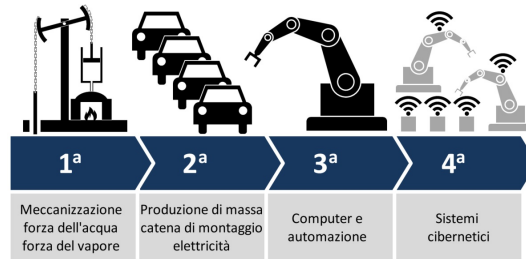 1ª
2ª
3ª
4ª
Meccanizzazione
forza dell'acqua
forza del vapore
Produzione di massa
catena di montaggio
elettricità
Computer e
automazione
Sistemi
cibernetici